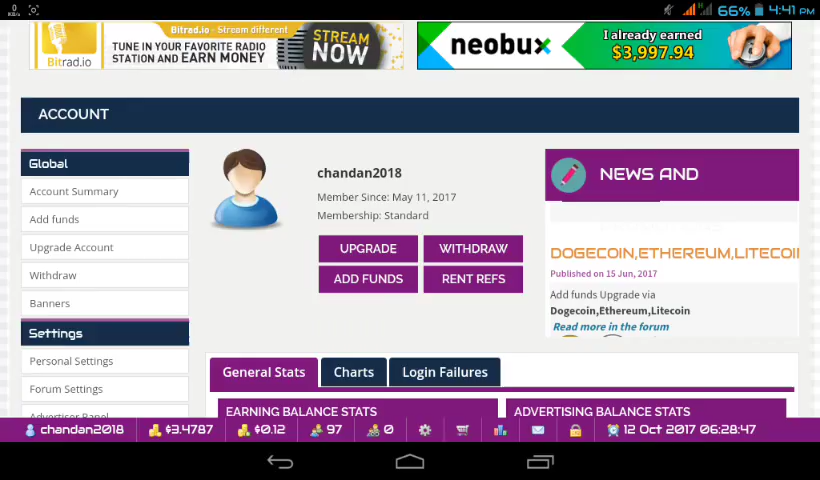 66% 4:41 PM
Bitrad.io - Stream different
TUNE IN YOUR FAVORITE RADIO
STATION AND EARN MONEY
STREAM
NOW
Bitrad.io
neobux
I already earned
$3,997.94
ACCOUNT
Global
Account Summary
Add funds
Upgrade Account
Withdraw
Banners
Settings
Personal Settings
Forum Settings
Advertiser Panel
chandan2018
Member Since: May 11, 2017
Membership: Standard
UPGRADE
WITHDRAW
ADD FUNDS
RENT REFS
NEWS AND
DOGECOIN,ETHEREUM,LITECOI
Published on 15 Jun, 2017
Add funds Upgrade via
Dogecoin,Ethereum,Litecoin
Read more in the forum
General Stats
Charts
Login Failures
EARNING BALANCE STATS
ADVERTISING BALANCE STATS
chandan2018
$3.4787
$0.12
97
0
12 Oct 2017 06:28:47